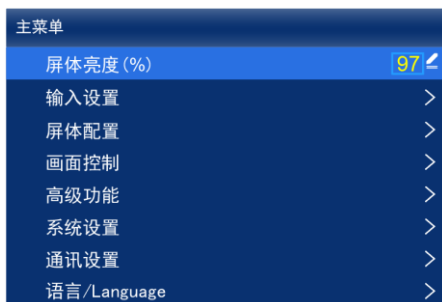 主菜单
屏体亮度(%) 97
输入设置
屏体配置
画面控制
高级功能
系统设置
通讯设置
语言/Language